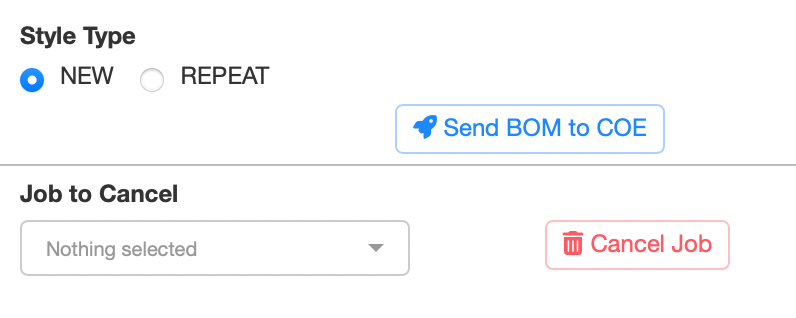 Style Type
NEW REPEAT
Send BOM to COE
Job to Cancel
Nothing selected
Cancel Job